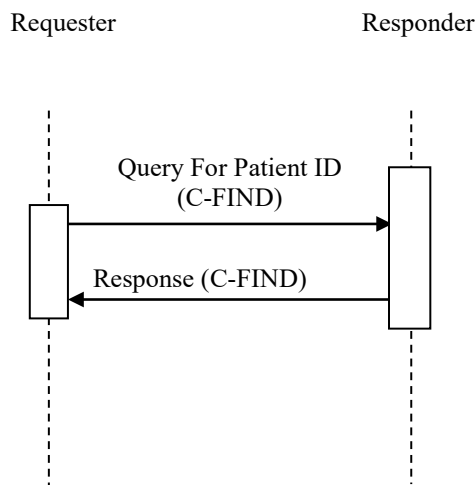 Requester
Responder
Query For Patient ID
(C-FIND)
Response (C-FIND)